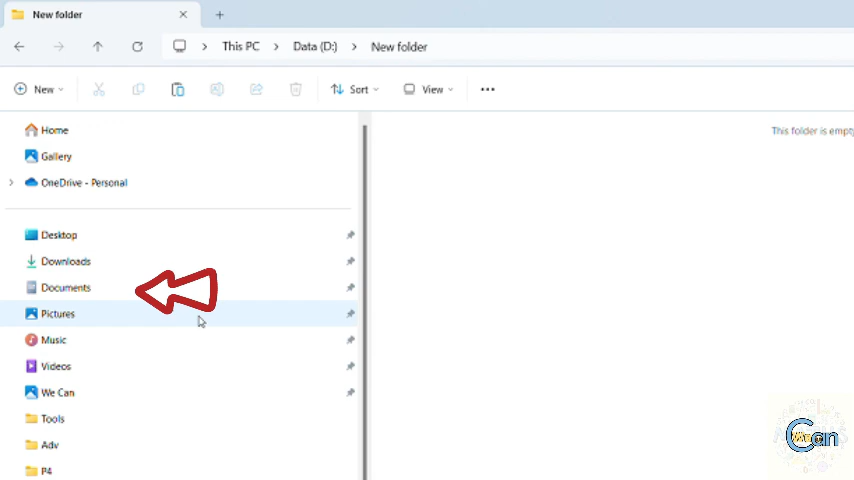 New folder
This PC > Data (D:) > New folder
New
Sort
View
Home
This folder is empty
Gallery
OneDrive - Personal
Desktop
Downloads
Documents
Pictures
Music
Videos
We Can
Tools
Adv
P4